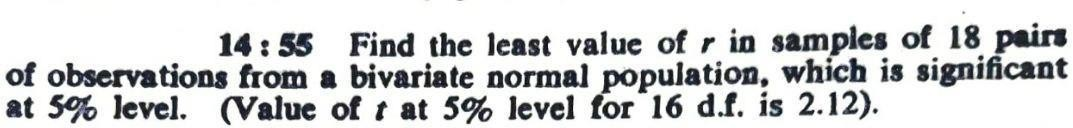 14 : 55 Find the least value of r in samples of 18 pairs
of observations from a bivariate normal population, which is significant
at 5% level. (Value of t at 5% level for 16 d.f. is 2.12).